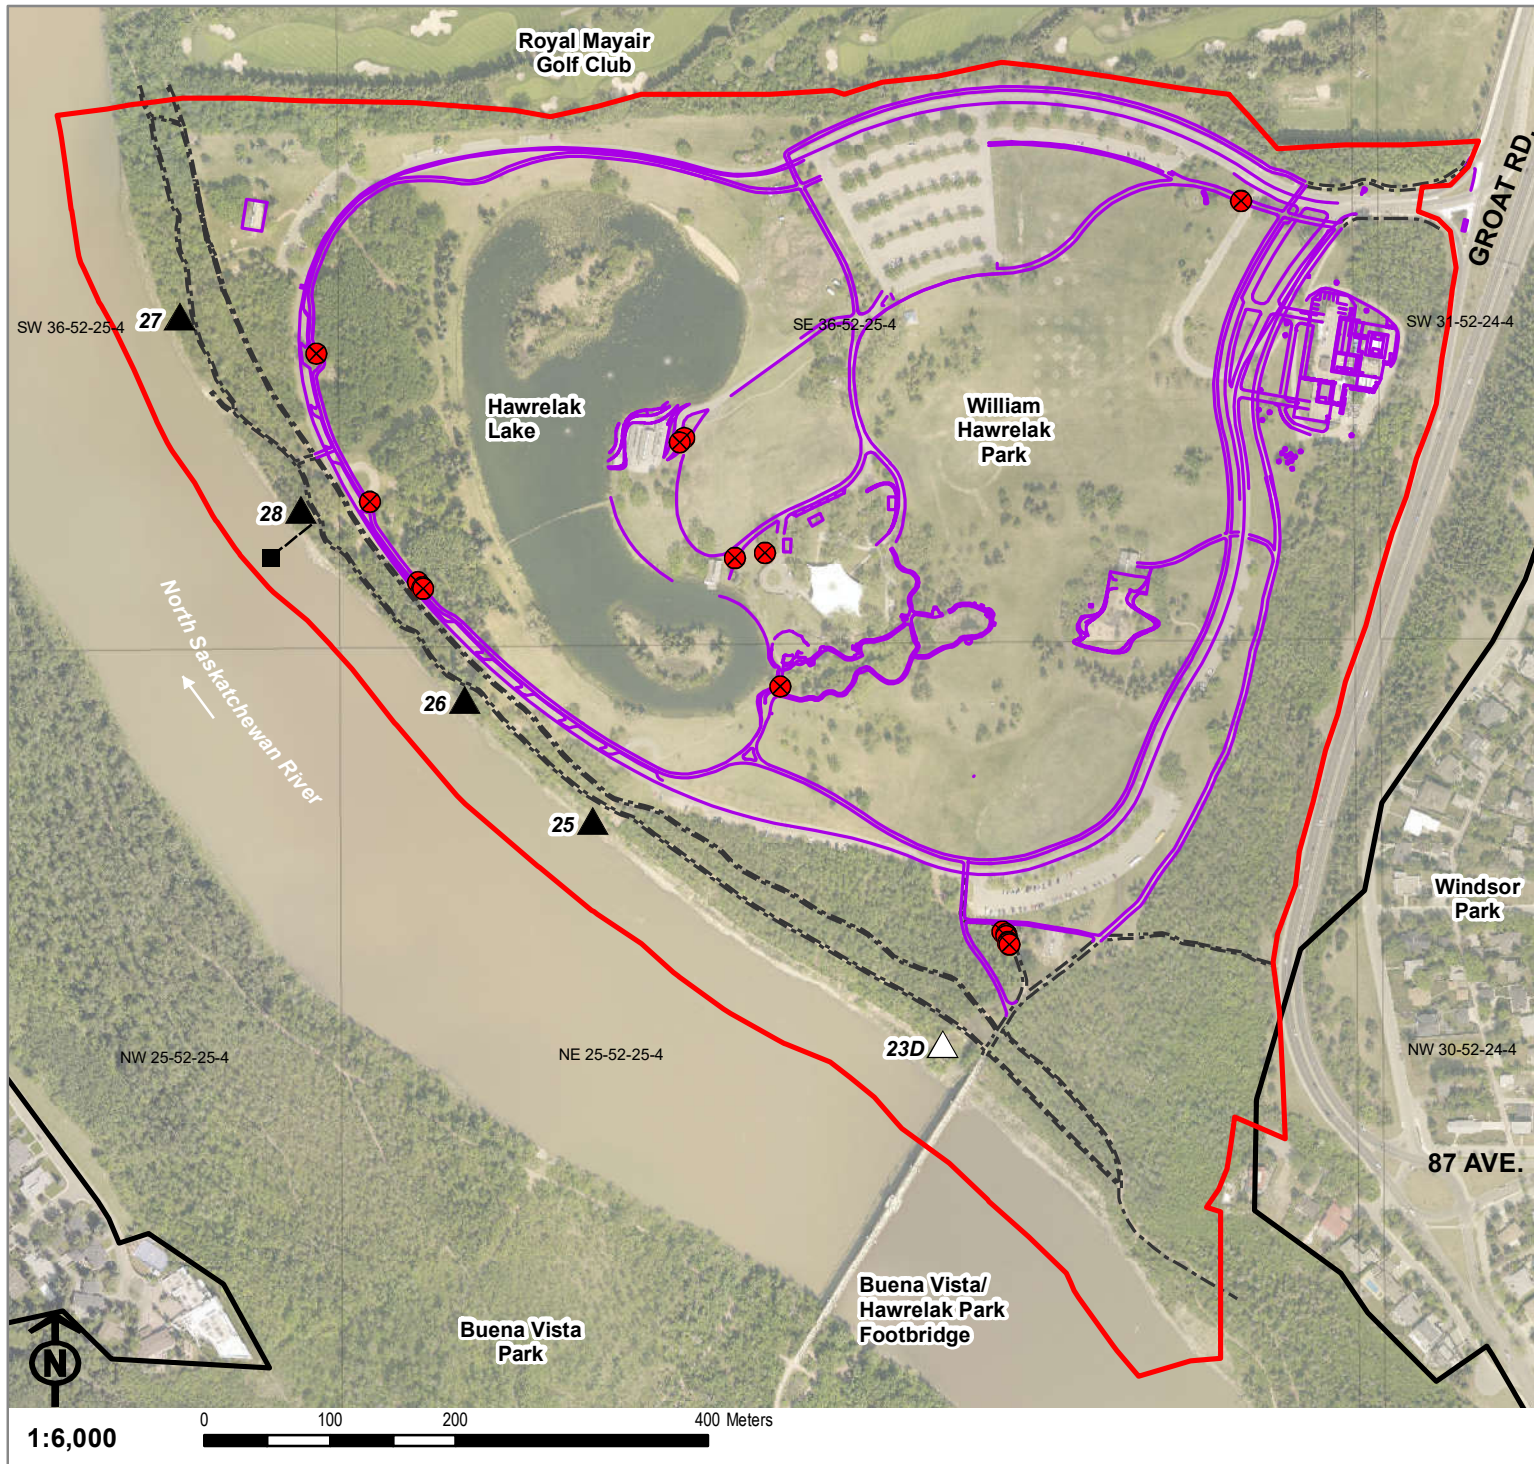 Royal Mayair
Golf Club
GROAT RD.
27
SW 36-52-25-4
SE 36-52-25-4
SW 31-52-24-4
Hawrelak
Lake
William
Hawrelak
Park
28
North Saskatchewan River
26
25
Windsor
Park
23D
NW 25-52-25-4
NE 25-52-25-4
NW 30-52-24-4
87 AVE.
Buena Vista/
Hawrelak Park
Footbridge
Buena Vista
Park
N
1:6,000
0 100 200 400 Meters